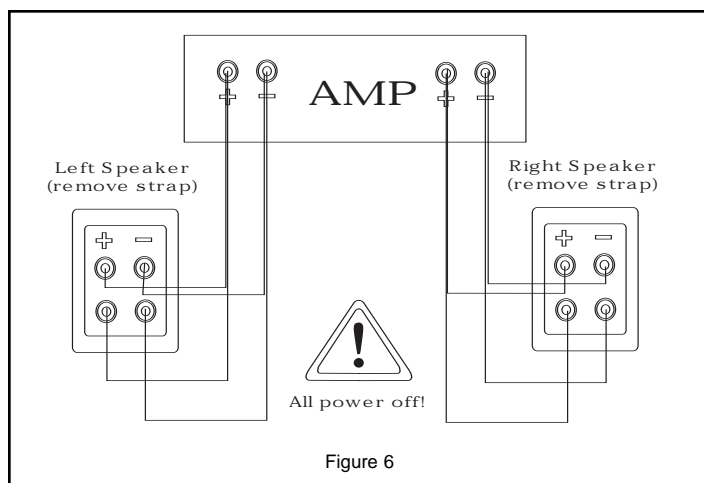 AMP
+ − + −
Left Speaker
(remove strap)
Right Speaker
(remove strap)
+ −
+ −
!
All power off!
Figure 6